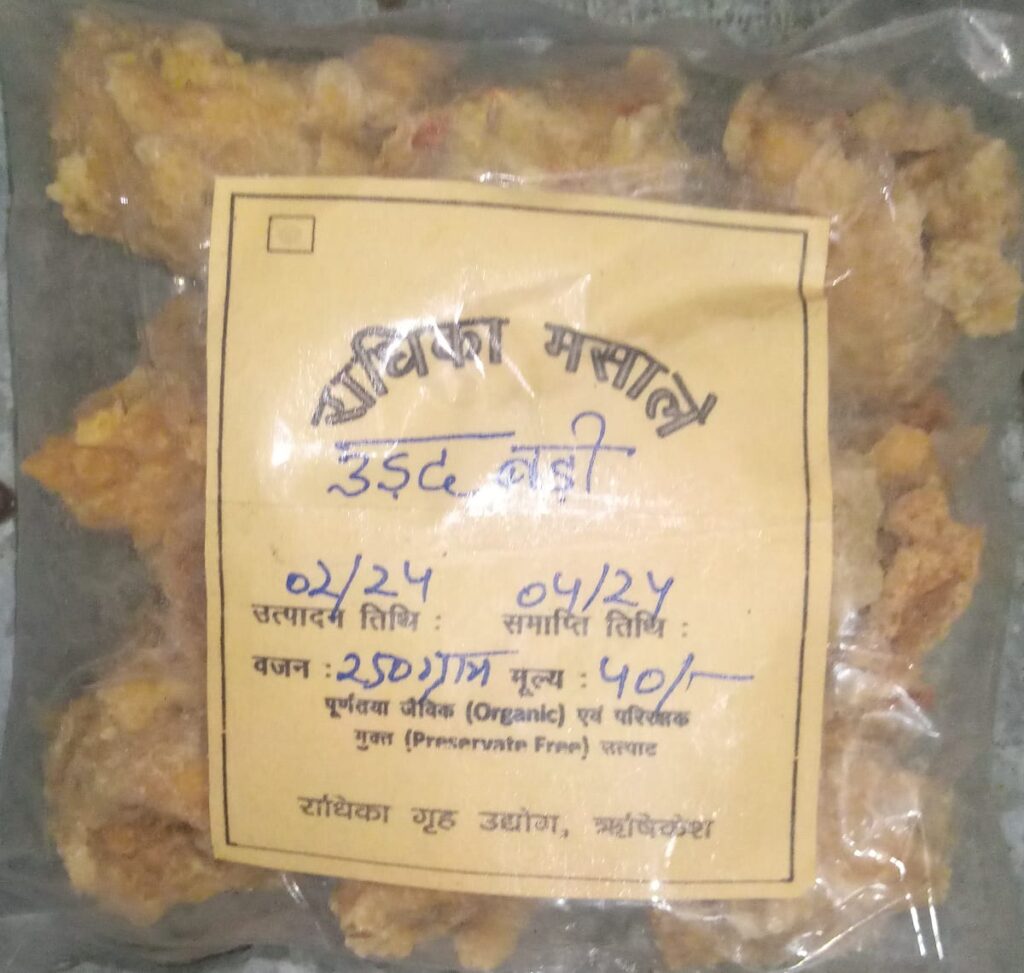 राधिका मसाले
उड़द बड़ी
02/24 04/24
उत्पादन तिथि : समाप्ति तिथि :
वजन : 250 ग्राम मूल्य : 40/-
पूर्णतया जैविक (Organic) एवं परिरक्षक
मुक्त (Preservate Free) उत्पाद
राधिका गृह उद्योग, ऋषिकेश